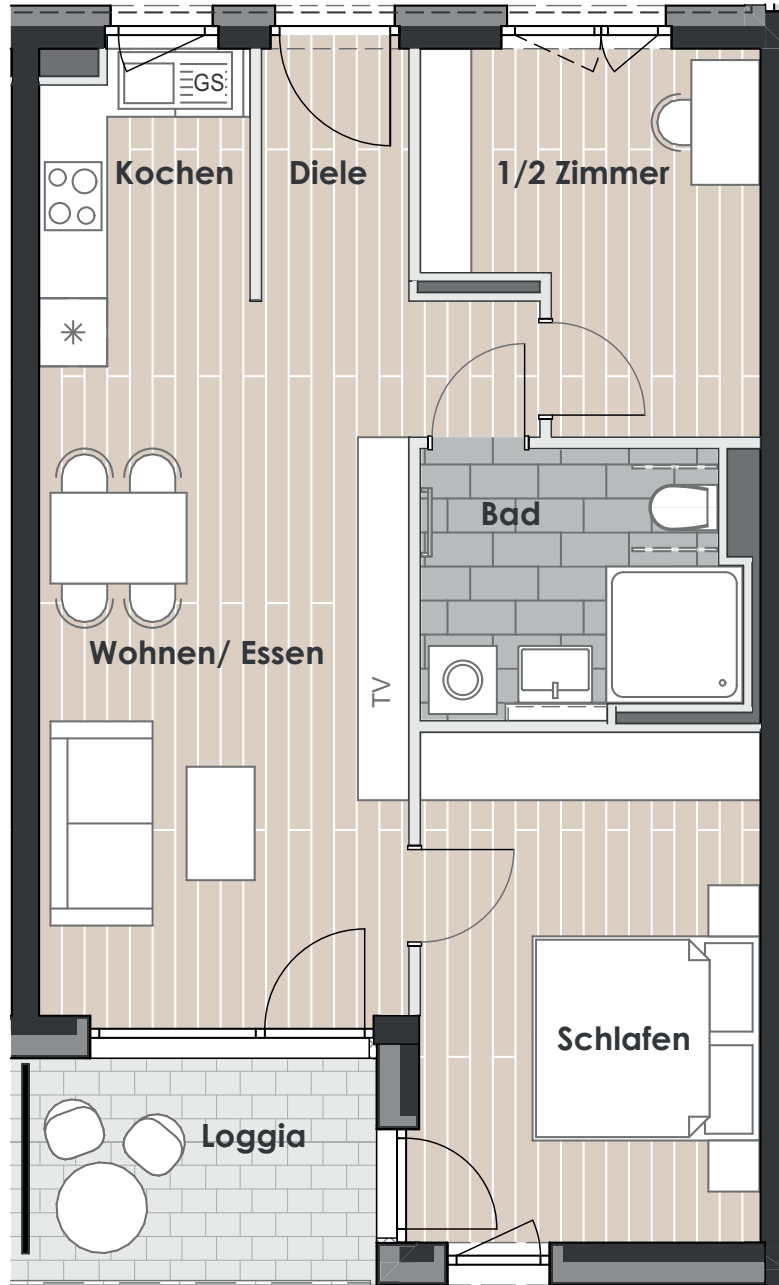 GS
Kochen
Diele
1/2 Zimmer
Bad
Wohnen/ Essen
TV
Schlafen
Loggia